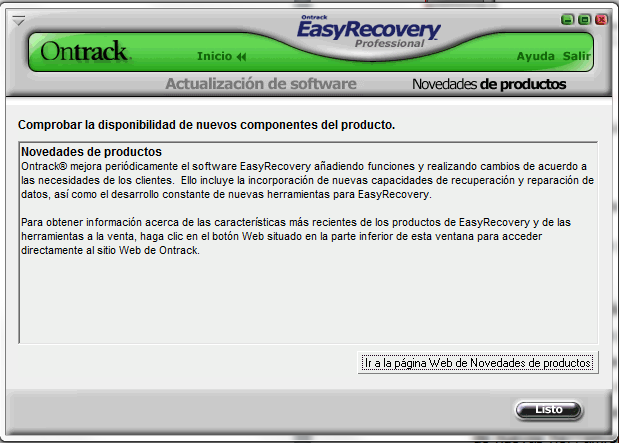 Ontrack
EasyRecovery™
Professional
Ontrack®
Inicio
Ayuda Salir
Actualización de software
Novedades de productos
Comprobar la disponibilidad de nuevos componentes del producto.
Novedades de productos
Ontrack® mejora periódicamente el software EasyRecovery añadiendo funciones y realizando cambios de acuerdo a
las necesidades de los clientes. Ello incluye la incorporación de nuevas capacidades de recuperación y reparación de
datos, así como el desarrollo constante de nuevas herramientas para EasyRecovery.
Para obtener información acerca de las características más recientes de los productos de EasyRecovery y de las
herramientas a la venta, haga clic en el botón Web situado en la parte inferior de esta ventana para acceder
directamente al sitio Web de Ontrack.
Ir a la página Web de Novedades de productos
Listo